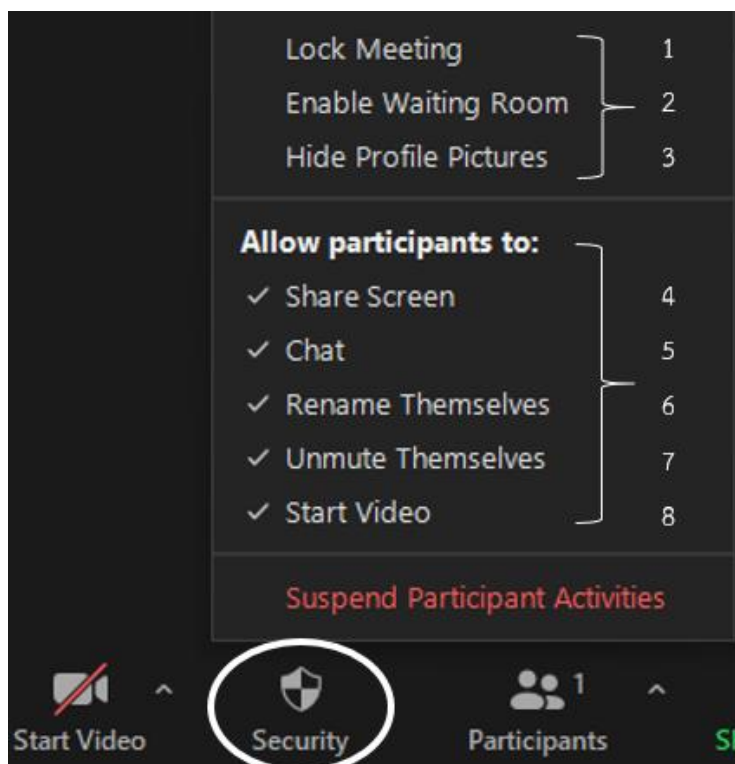 Lock Meeting 1
Enable Waiting Room 2
Hide Profile Pictures 3
Allow participants to:
✓ Share Screen 4
✓ Chat 5
✓ Rename Themselves 6
✓ Unmute Themselves 7
✓ Start Video 8
Suspend Participant Activities
1
Start Video Security Participants